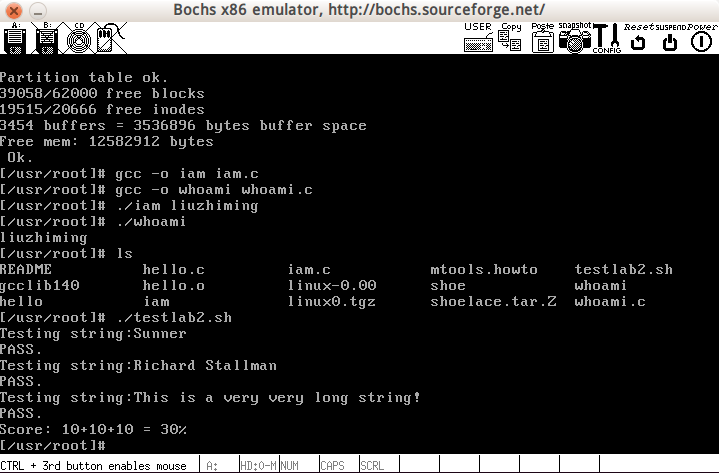 Bochs x86 emulator, http://bochs.sourceforge.net/
A: B: CD USER Copy Paste snapshot CONFIG Reset SUSPEND Power
Partition table ok.
39058/62000 free blocks
19515/20666 free inodes
3454 buffers = 3536896 bytes buffer space
Free mem: 12582912 bytes
Ok.
[/usr/root]# gcc -o iam iam.c
[/usr/root]# gcc -o whoami whoami.c
[/usr/root]# ./iam liuzhiming
[/usr/root]# ./whoami
liuzhiming
[/usr/root]# ls
README hello.c iam.c mtools.howto testlab2.sh
gcclib140 hello.o linux-0.00 shoe whoami
hello iam linux0.tgz shoelace.tar.Z whoami.c
[/usr/root]# ./testlab2.sh
Testing string:Sunner
PASS.
Testing string:Richard Stallman
PASS.
Testing string:This is a very very long string!
PASS.
Score: 10+10+10 = 30%
[/usr/root]#
CTRL + 3rd button enables mouse A: HD:0-M NUM CAPS SCRL